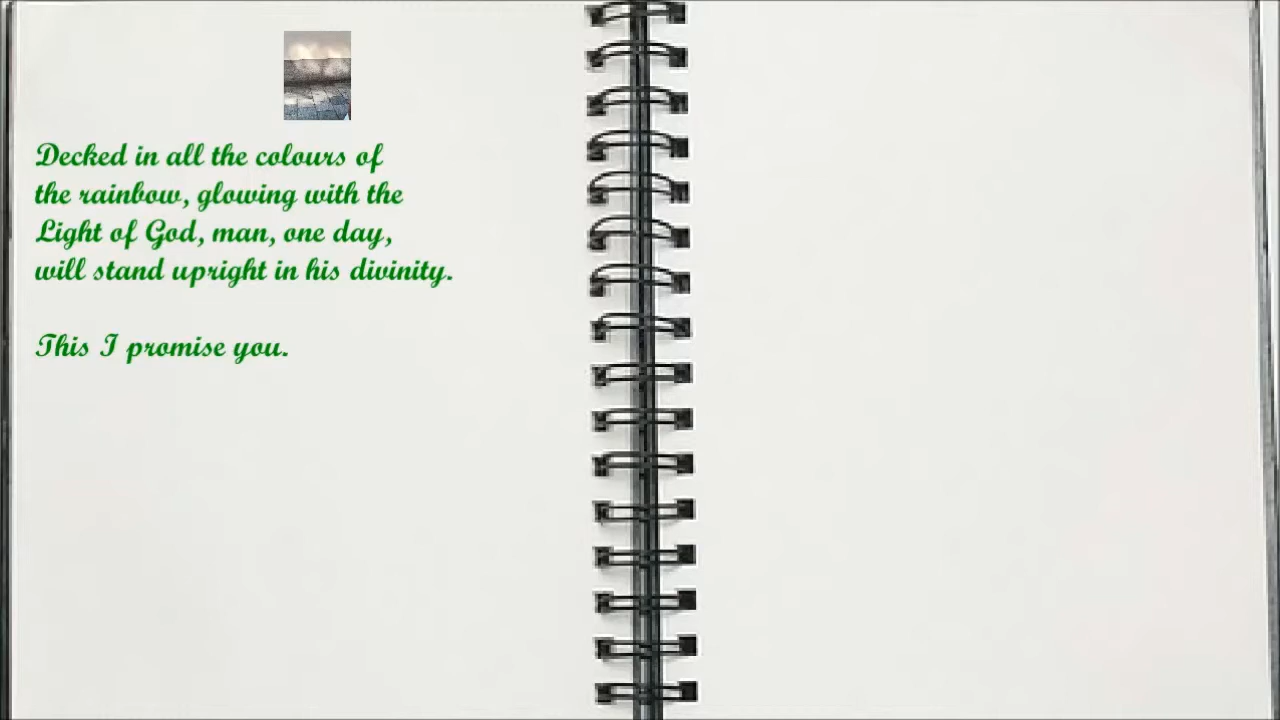 Decked in all the colours of
the rainbow, glowing with the
Light of God, man, one day,
will stand upright in his divinity.
This I promise you.